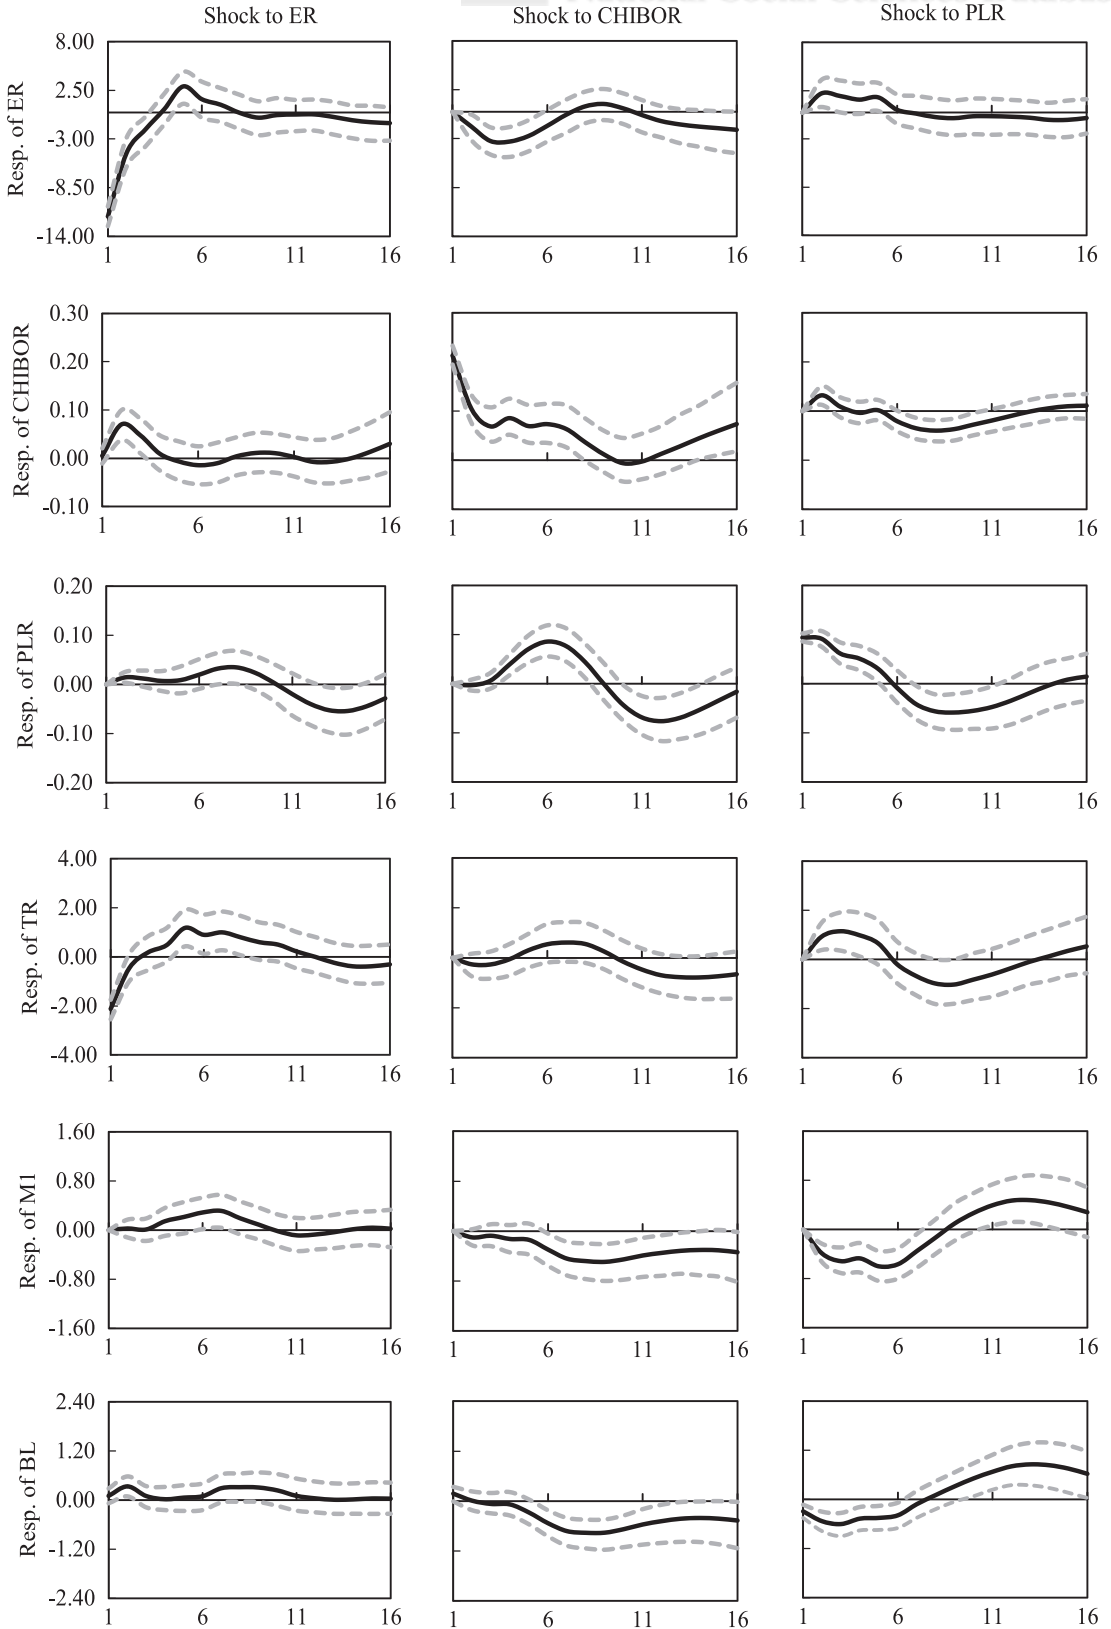 Shock to ER Shock to CHIBOR Shock to PLR
Resp. of ER
8.00
2.50
-3.00
-8.50
-14.00
1 6 11 16 1 6 11 16 1 6 11 16
Resp. of CHIBOR
0.30
0.20
0.10
0.00
-0.10
1 6 11 16 1 6 11 16 1 6 11 16
Resp. of PLR
0.20
0.10
0.00
-0.10
-0.20
1 6 11 16 1 6 11 16 1 6 11 16
Resp. of TR
4.00
2.00
0.00
-2.00
-4.00
1 6 11 16 1 6 11 16 1 6 11 16
Resp. of M1
1.60
0.80
0.00
-0.80
-1.60
1 6 11 16 1 6 11 16 1 6 11 16
Resp. of BL
2.40
1.20
0.00
-1.20
-2.40
1 6 11 16 1 6 11 16 1 6 11 16